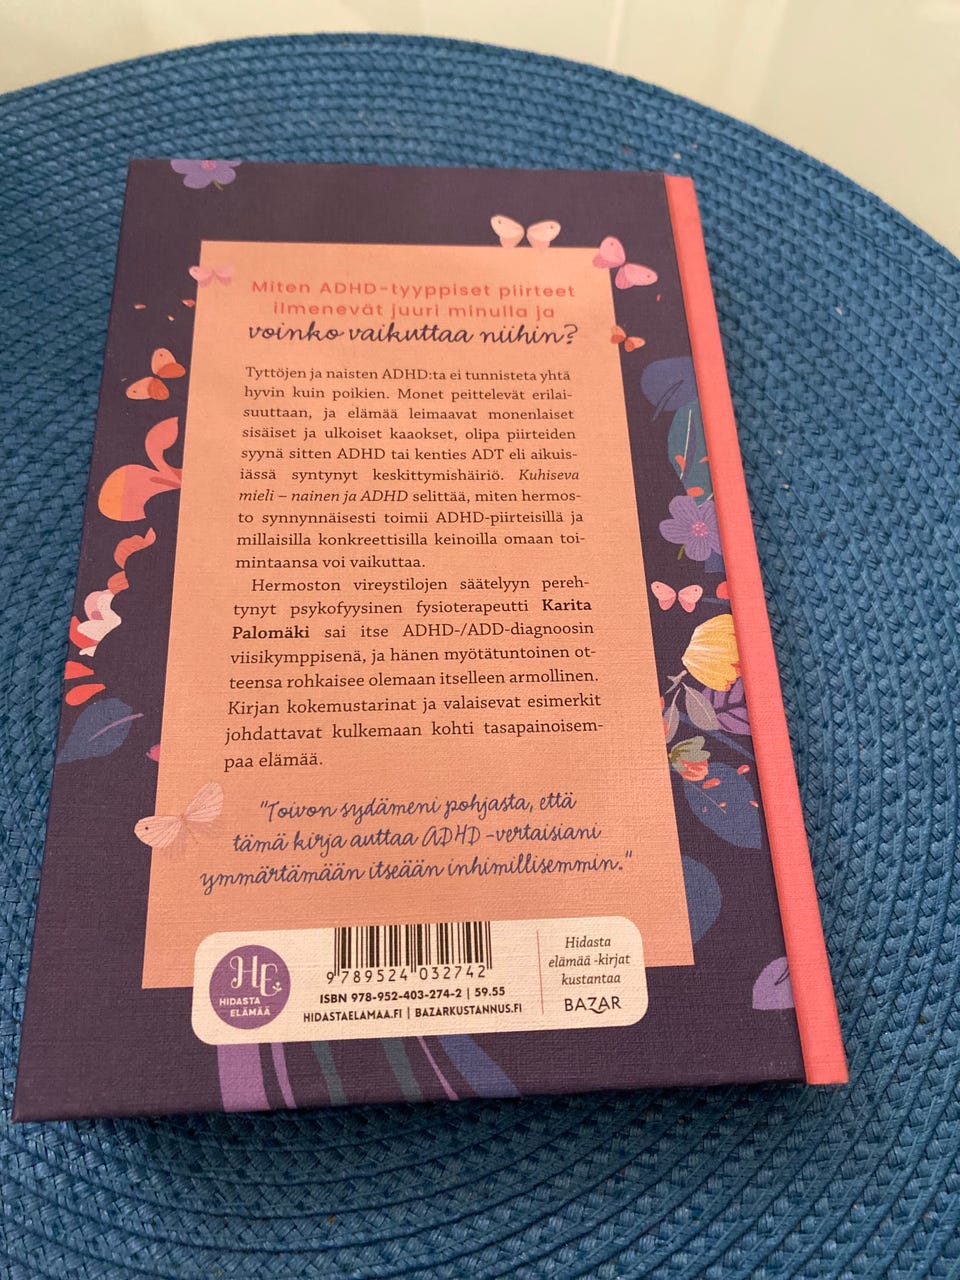 Miten ADHD-tyyppiset piirteet
ilmenevät juuri minulla ja
voinko vaikuttaa niihin?
Tyttöjen ja naisten ADHD:ta ei tunnisteta yhtä
hyvin kuin poikien. Monet peittelevät erilai-
suuttaan, ja elämää leimaavat monenlaiset
sisäiset ja ulkoiset kaaokset, olipa piirteiden
syynä sitten ADHD tai kenties ADT eli aikuis-
iässä syntynyt keskittymishäiriö. Kuhiseva
mieli – nainen ja ADHD selittää, miten hermos-
to synnynnäisesti toimii ADHD-piirteisillä ja
millaisilla konkreettisilla keinoilla omaan toi-
mintaansa voi vaikuttaa.
Hermoston vireystilojen säätelyyn pereh-
tynyt psykofyysinen fysioterapeutti Karita
Palomäki sai itse ADHD-/ADD-diagnoosin
viisikymppisenä, ja hänen myötätuntoinen ot-
teensa rohkaisee olemaan itselleen armollinen.
Kirjan kokemustarinat ja valaisevat esimerkit
johdattavat kulkemaan kohti tasapainoisem-
paa elämää.
"Toivon sydämeni pohjasta, että
tämä kirja auttaa ADHD-vertaisiani
ymmärtämään itseään inhimillisemmin."
HE
HIDASTA
ELÄMÄÄ
9 789524 032742
ISBN 978-952-403-274-2 | 59.55
HIDASTAELAMAA.FI | BAZARKUSTANNUS.FI
Hidasta
elämää -kirjat
kustantaa
BAZAR